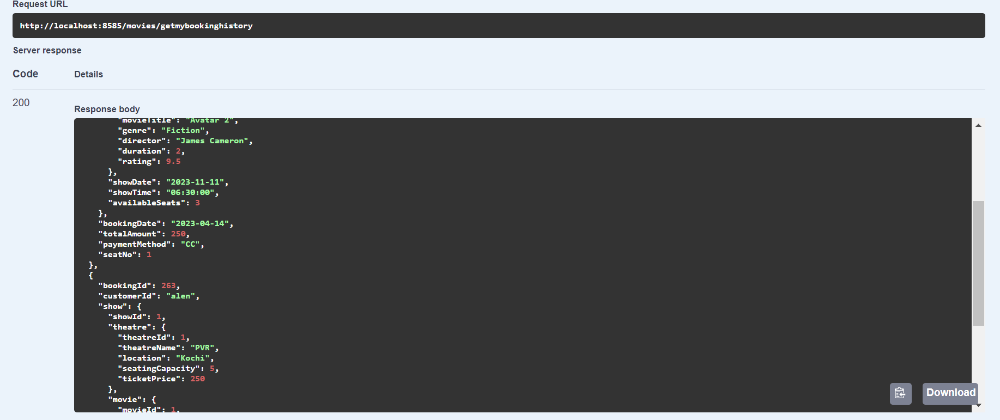 Request URL
http://localhost:8585/movies/getmybookinghistory
Server response
Code Details
200
Response body
"movieTitle": "Avatar 2",
"genre": "Fiction",
"director": "James Cameron",
"duration": 2,
"rating": 9.5
},
"showDate": "2023-11-11",
"showTime": "06:30:00",
"availableSeats": 3
},
"bookingDate": "2023-04-14",
"totalAmount": 250,
"paymentMethod": "CC",
"seatNo": 1
},
{
"bookingId": 263,
"customerId": "alen",
"show": {
"showId": 1,
"theatre": {
"theatreId": 1,
"theatreName": "PVR",
"location": "Kochi",
"seatingCapacity": 5,
"ticketPrice": 250
},
"movie": {
"movieId": 1,
Download